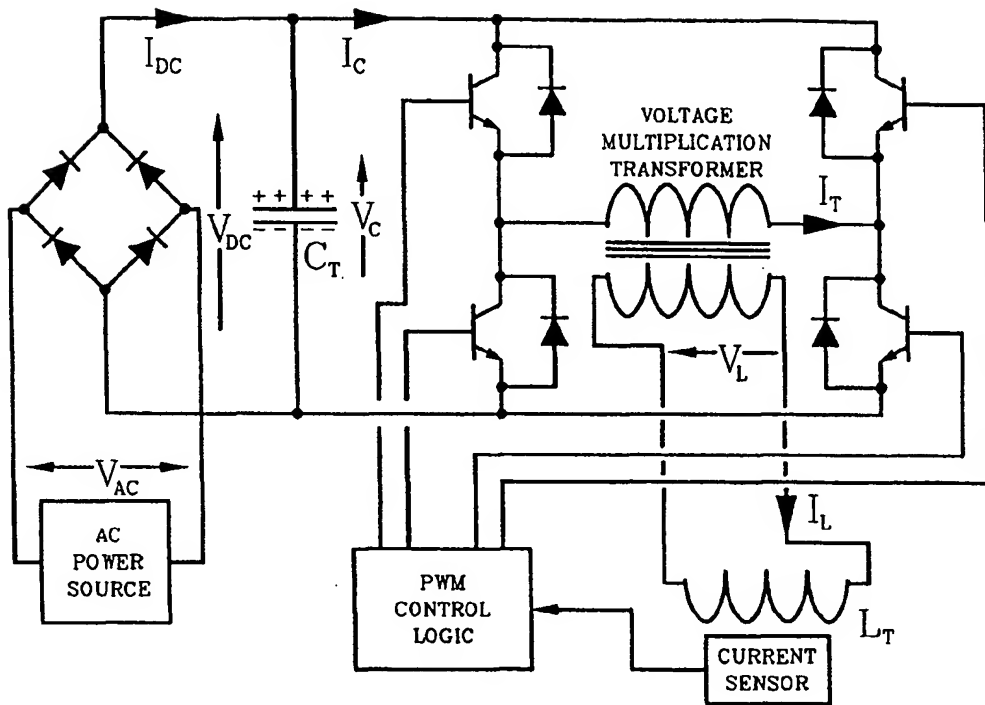 I_DC
I_C
VOLTAGE
MULTIPLICATION
TRANSFORMER
I_T
V_DC
+ + + +
V_C
C_T
V_L
V_AC
AC
POWER
SOURCE
I_L
PWM
CONTROL
LOGIC
L_T
CURRENT
SENSOR